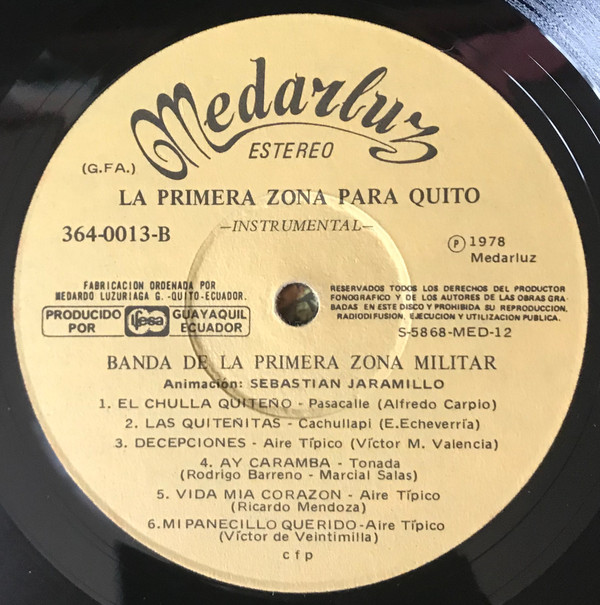 Medarluz
ESTEREO
(G.FA.)
LA PRIMERA ZONA PARA QUITO
—INSTRUMENTAL—
364-0013-B
Ⓟ 1978
Medarluz
FABRICACION ORDENADA POR
MEDARDO LUZURIAGA G. -QUITO-ECUADOR.
PRODUCIDO
POR
ifesa
GUAYAQUIL
ECUADOR
RESERVADOS TODOS LOS DERECHOS DEL PRODUCTOR
FONOGRAFICO Y DE LOS AUTORES DE LAS OBRAS GRA-
BADAS EN ESTE DISCO Y PROHIBIDA SU REPRODUCCION,
RADIODIFUSION, EJECUCION Y UTILIZACION PUBLICA.
S-5868-MED-12
BANDA DE LA PRIMERA ZONA MILITAR
Animación: SEBASTIAN JARAMILLO
1. EL CHULLA QUITEÑO - Pasacalle (Alfredo Carpio)
2. LAS QUITEÑITAS - Cachullapi (E.Echeverría)
3. DECEPCIONES - Aire Típico (Víctor M. Valencia)
4. AY CARAMBA - Tonada
(Rodrigo Barreno - Marcial Salas)
5. VIDA MIA CORAZON - Aire Típico
(Ricardo Mendoza)
6. MI PANECILLO QUERIDO -Aire Típico
(Víctor de Veintimilla)
c f p